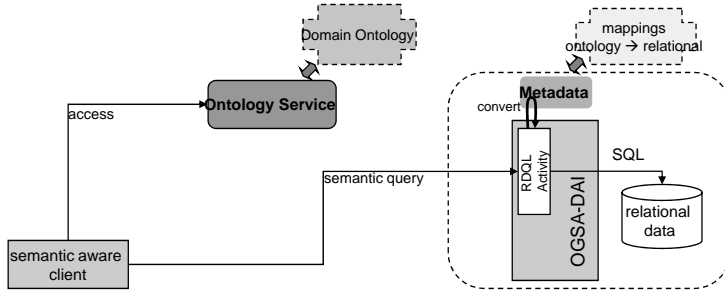 Domain Ontology
mappings
ontology → relational
Ontology Service
Metadata
access
convert
RDQL
Activity
SQL
semantic query
OGSA-DAI
relational
data
semantic aware
client